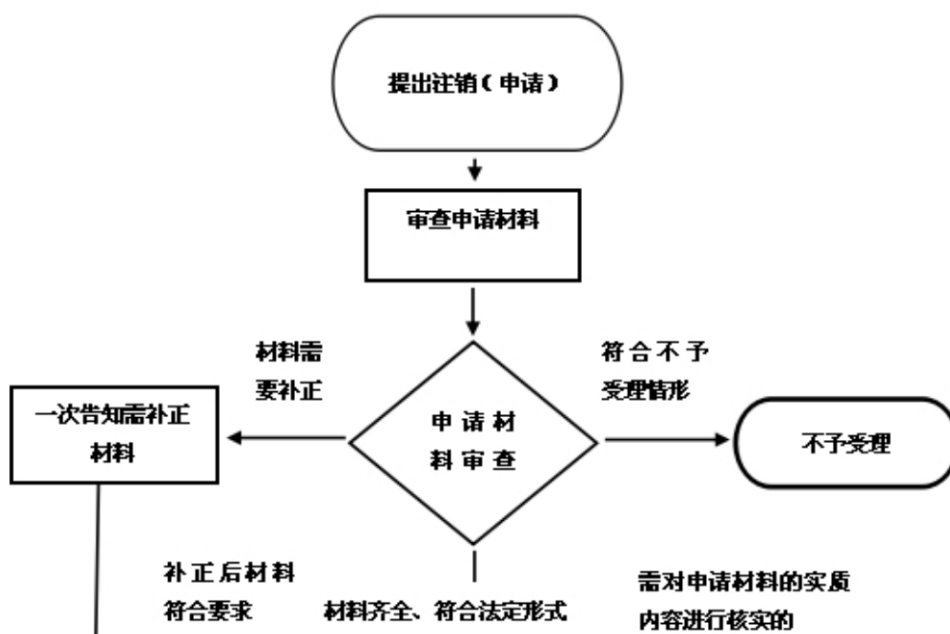 提出注销（申请）
审查申请材料
材料需
要补正
符合不予
受理情形
一次告知需补正
材料
申请材
料审查
不予受理
补正后材料
符合要求
材料齐全、符合法定形式
需对申请材料的实质
内容进行核实的